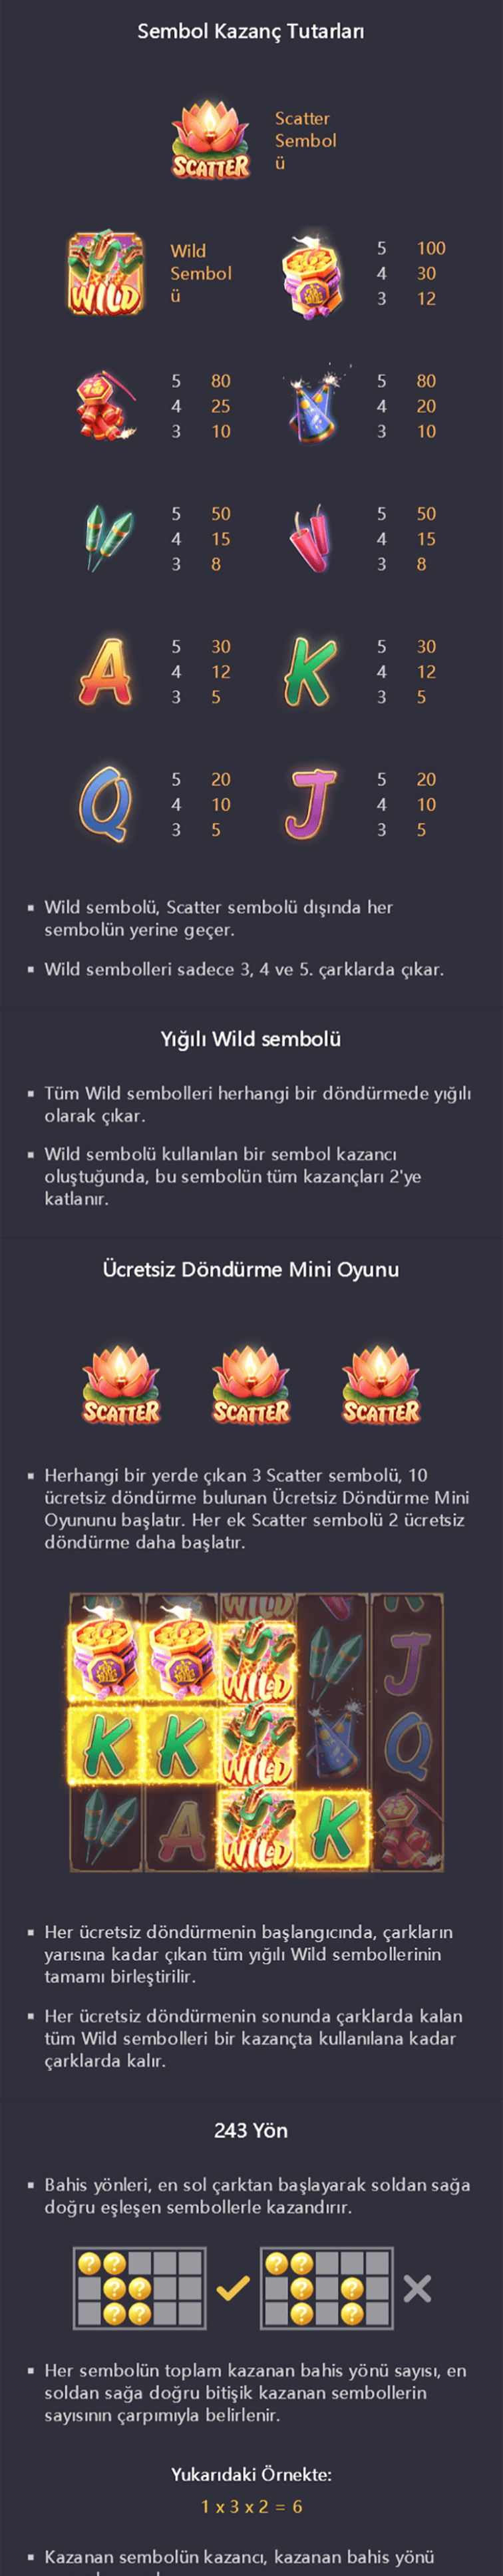 Sembol Kazanç Tutarları
SCATTER
Scatter
Sembol
ü
WILD
Wild
Sembol
ü
5 100
4 30
3 12
5 80
4 25
3 10
5 80
4 20
3 10
5 50
4 15
3 8
5 50
4 15
3 8
A
5 30
4 12
3 5
K
5 30
4 12
3 5
Q
5 20
4 10
3 5
J
5 20
4 10
3 5
▪ Wild sembolü, Scatter sembolü dışında her
sembolün yerine geçer.
▪ Wild sembolleri sadece 3, 4 ve 5. çarklarda çıkar.
Yığılı Wild sembolü
▪ Tüm Wild sembolleri herhangi bir döndürmede yığılı
olarak çıkar.
▪ Wild sembolü kullanılan bir sembol kazancı
oluştuğunda, bu sembolün tüm kazançları 2'ye
katlanır.
Ücretsiz Döndürme Mini Oyunu
SCATTER SCATTER SCATTER
▪ Herhangi bir yerde çıkan 3 Scatter sembolü, 10
ücretsiz döndürme bulunan Ücretsiz Döndürme Mini
Oyununu başlatır. Her ek Scatter sembolü 2 ücretsiz
döndürme daha başlatır.
WILD
WILD J
K K WILD Q
A WILD K
▪ Her ücretsiz döndürmenin başlangıcında, çarkların
yarısına kadar çıkan tüm yığılı Wild sembollerinin
tamamı birleştirilir.
▪ Her ücretsiz döndürmenin sonunda çarklarda kalan
tüm Wild sembolleri bir kazançta kullanılana kadar
çarklarda kalır.
243 Yön
▪ Bahis yönleri, en sol çarktan başlayarak soldan sağa
doğru eşleşen sembollerle kazandırır.
? ? ? ?
? ? ? ?
? ? ? ?
▪ Her sembolün toplam kazanan bahis yönü sayısı, en
soldan sağa doğru bitişik kazanan sembollerin
sayısının çarpımıyla belirlenir.
Yukarıdaki Örnekte:
1 x 3 x 2 = 6
▪ Kazanan sembolün kazancı, kazanan bahis yönü